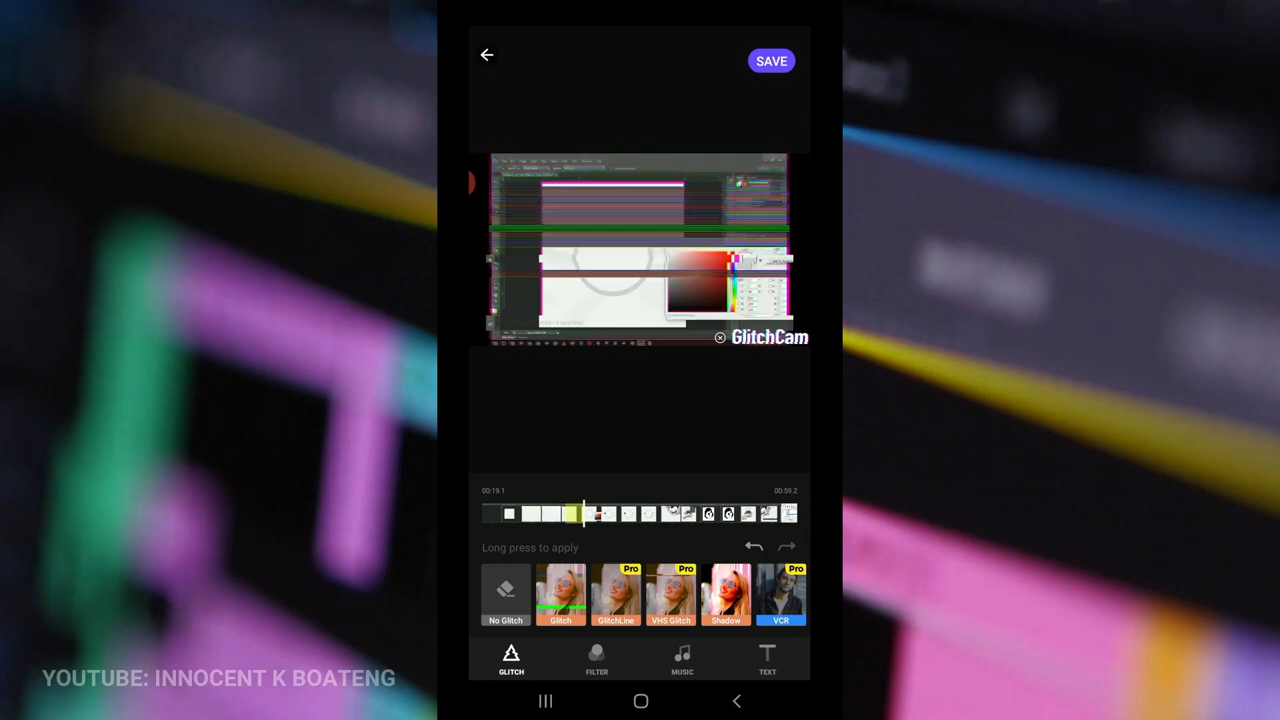 SAVE
GlitchCam
00:19.1
00:59.2
Long press to apply
Pro
Pro
Pro
No Glitch
Glitch
GlitchLine
VHS Glitch
Shadow
VCR
GLITCH
FILTER
MUSIC
TEXT
YOUTUBE: INNOCENT K BOATENG